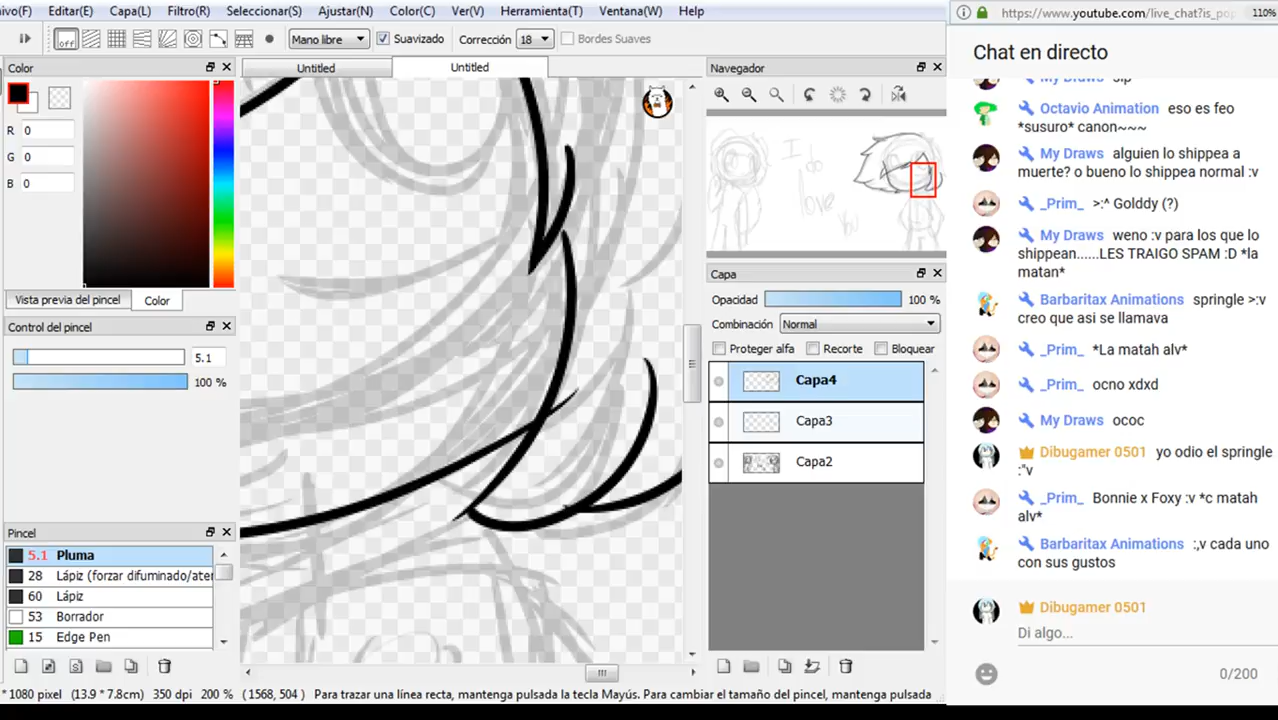 ivo(F) Editar(E) Capa(L) Filtro(R) Seleccionar(S) Ajustar(N) Color(C) Ver(V) Herramienta(T) Ventana(W) Help
off Mano libre Suavizado Corrección 18 Bordes Suaves
Color
R 0
G 0
B 0
Vista previa del pincel Color
Control del pincel
5.1
100 %
Pincel
5.1 Pluma
28 Lápiz (forzar difuminado/ater
60 Lápiz
53 Borrador
15 Edge Pen
Untitled Untitled
Navegador
I do
love
Capa
Opacidad 100 %
Combinación Normal
Proteger alfa Recorte Bloquear
Capa4
Capa3
Capa2
* 1080 pixel (13.9 * 7.8cm) 350 dpi 200 % (1568, 504) Para trazar una línea recta, mantenga pulsada la tecla Mayús. Para cambiar el tamaño del pincel, mantenga pulsada
https://www.youtube.com/live_chat?is_pop 110%
Chat en directo
My Draws sip
Octavio Animation eso es feo
*susuro* canon~~~
My Draws alguien lo shippea a
muerte? o bueno lo shippea normal :v
_Prim_ >:^ Golddy (?)
My Draws weno :v para los que lo
shippean......LES TRAIGO SPAM :D *la
matan*
Barbaritax Animations springle >:v
creo que asi se llamava
_Prim_ *La matah alv*
_Prim_ ocno xdxd
My Draws ococ
Dibugamer 0501 yo odio el springle
:"v
_Prim_ Bonnie x Foxy :v *c matah
alv*
Barbaritax Animations :,v cada uno
con sus gustos
Dibugamer 0501
Di algo...
0/200